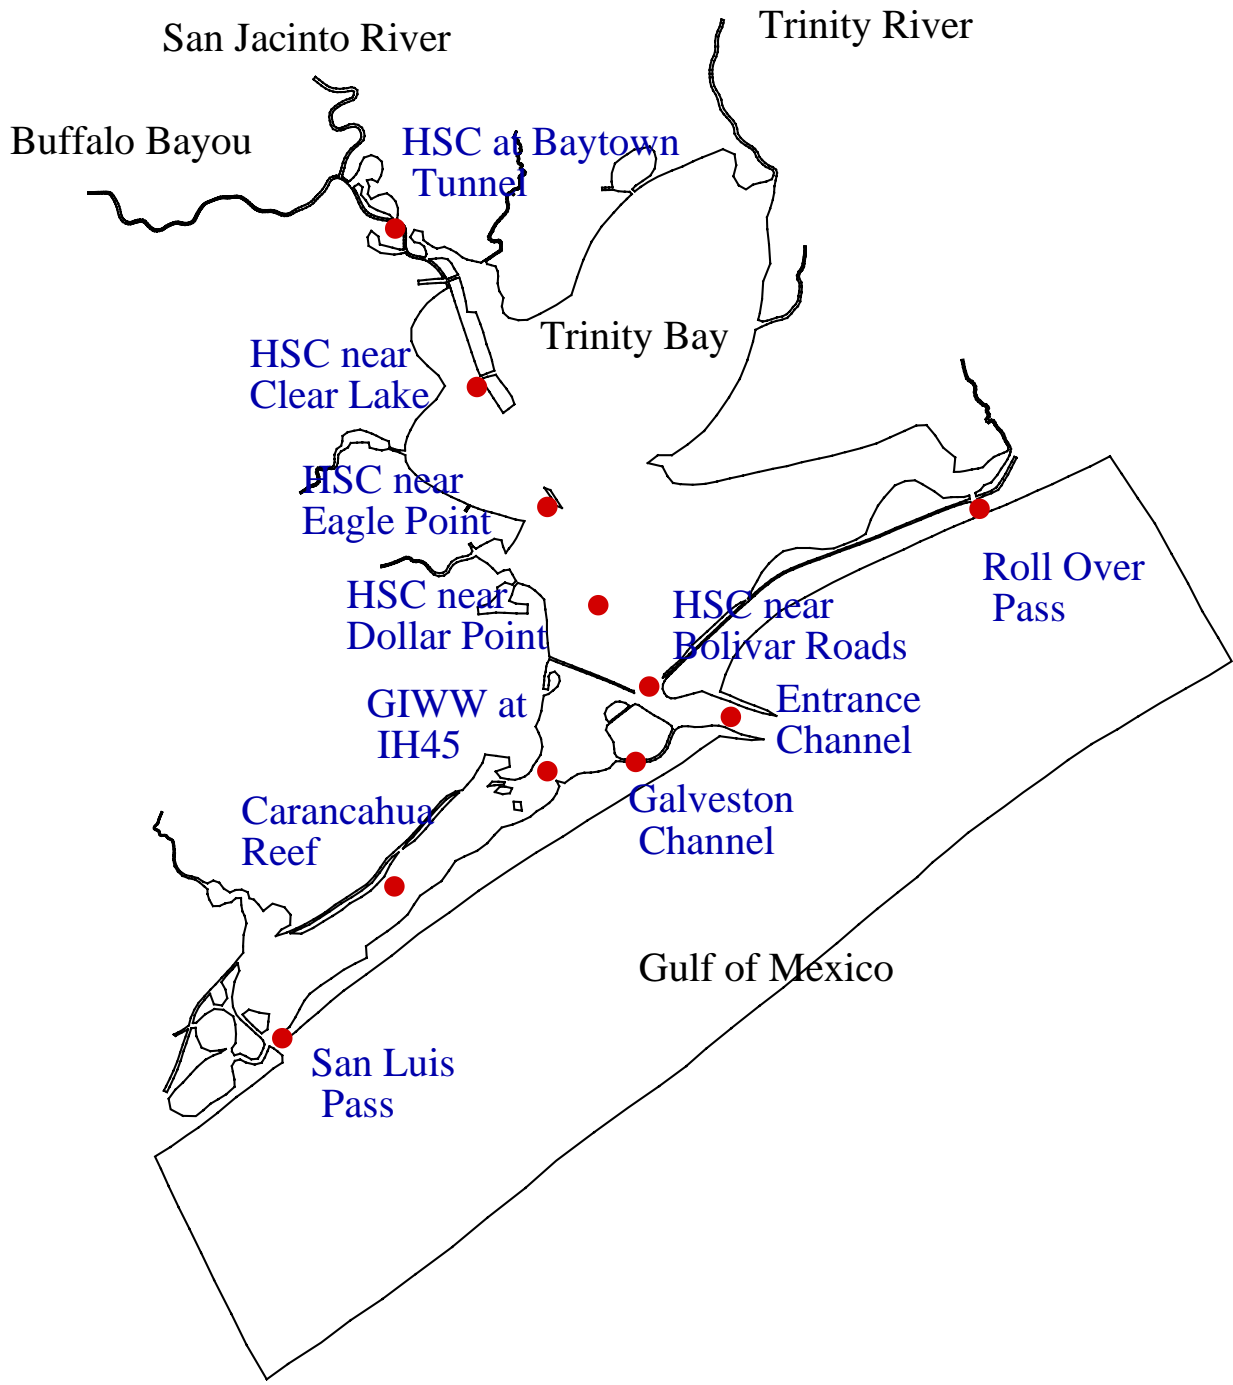 Trinity River
San Jacinto River
Buffalo Bayou
HSC at Baytown
Tunnel
Trinity Bay
HSC near
Clear Lake
HSC near
Eagle Point
Roll Over
Pass
HSC near
Dollar Point
HSC near
Bolivar Roads
GIWW at
IH45
Entrance
Channel
Carancahua
Reef
Galveston
Channel
Gulf of Mexico
San Luis
Pass